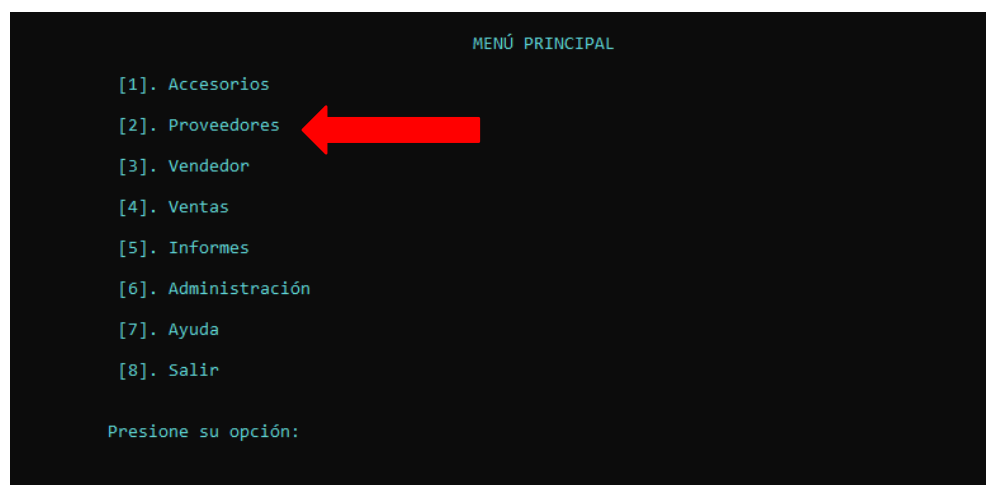 MENÚ PRINCIPAL
[1]. Accesorios
[2]. Proveedores
[3]. Vendedor
[4]. Ventas
[5]. Informes
[6]. Administración
[7]. Ayuda
[8]. Salir
Presione su opción: